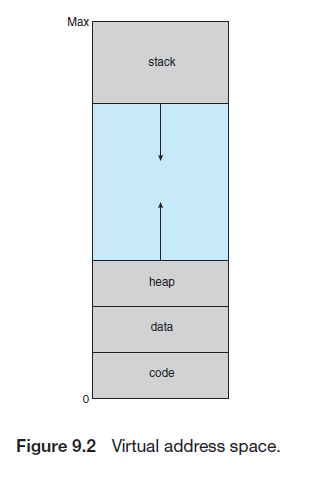 Max
stack
heap
data
code
0
Figure 9.2 Virtual address space.